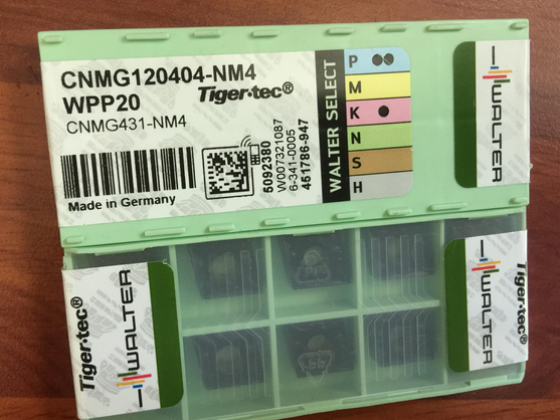 CNMG120404-NM4
WPP20 Tiger·tec®
CNMG431-NM4
Made in Germany
5092380
W007321087
6-341-0005
451786-947
WALTER SELECT
P
M
K
N
S
H
WALTER
Tiger·tec®
WALTER
WALTER
Tiger·tec®